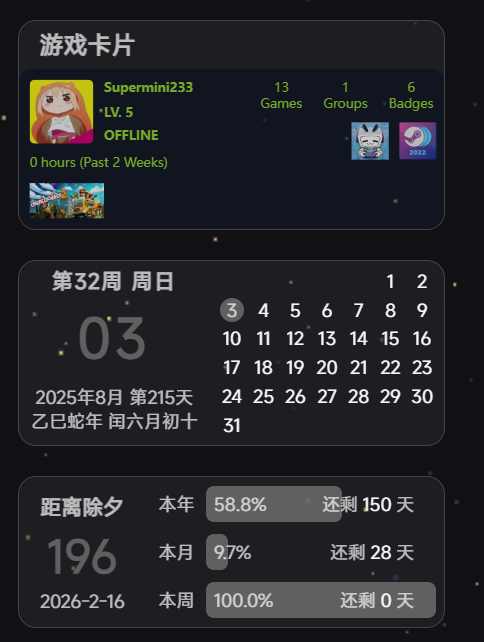 游戏卡片
Supermini233
LV. 5
OFFLINE
13 Games
1 Groups
6 Badges
2022
0 hours (Past 2 Weeks)
第32周 周日
03
2025年8月 第215天
乙巳蛇年 闰六月初十
1 2
3 4 5 6 7 8 9
10 11 12 13 14 15 16
17 18 19 20 21 22 23
24 25 26 27 28 29 30
31
距离除夕
196
2026-2-16
本年 58.8% 还剩 150 天
本月 9.7% 还剩 28 天
本周 100.0% 还剩 0 天